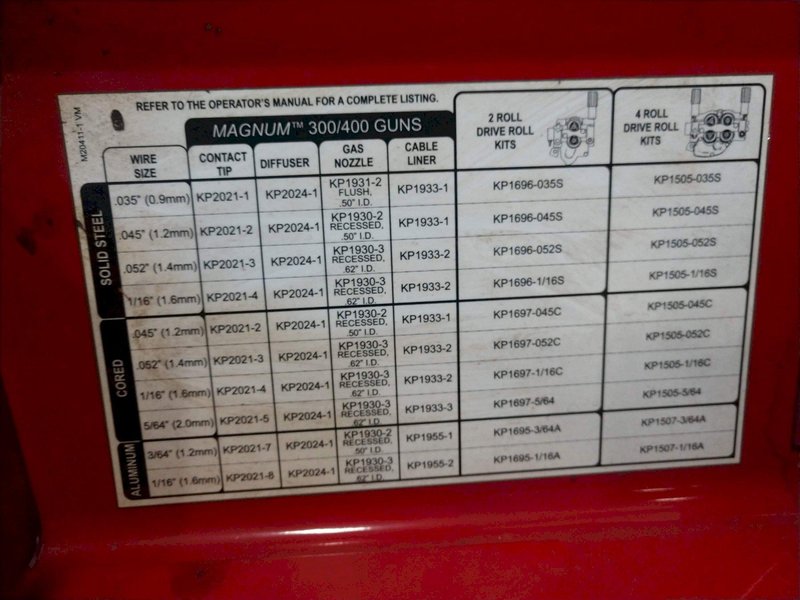 M20411-1 VM
REFER TO THE OPERATOR'S MANUAL FOR A COMPLETE LISTING.
MAGNUM™ 300/400 GUNS
2 ROLL
DRIVE ROLL
KITS
4 ROLL
DRIVE ROLL
KITS
WIRE
SIZE
CONTACT
TIP
DIFFUSER
GAS
NOZZLE
CABLE
LINER
SOLID STEEL
.035" (0.9mm) KP2021-1 KP2024-1 KP1931-2 FLUSH, .50" I.D. KP1933-1 KP1696-035S KP1505-035S
.045" (1.2mm) KP2021-2 KP2024-1 KP1930-2 RECESSED, .50" I.D. KP1933-1 KP1696-045S KP1505-045S
.052" (1.4mm) KP2021-3 KP2024-1 KP1930-3 RECESSED, .62" I.D. KP1933-2 KP1696-052S KP1505-052S
1/16" (1.6mm) KP2021-4 KP2024-1 KP1930-3 RECESSED, .62" I.D. KP1933-2 KP1696-1/16S KP1505-1/16S
CORED
.045" (1.2mm) KP2021-2 KP2024-1 KP1930-2 RECESSED, .50" I.D. KP1933-1 KP1697-045C KP1505-045C
.052" (1.4mm) KP2021-3 KP2024-1 KP1930-3 RECESSED, .62" I.D. KP1933-2 KP1697-052C KP1505-052C
1/16" (1.6mm) KP2021-4 KP2024-1 KP1930-3 RECESSED, .62" I.D. KP1933-2 KP1697-1/16C KP1505-1/16C
5/64" (2.0mm) KP2021-5 KP2024-1 KP1930-3 RECESSED, .62" I.D. KP1933-3 KP1697-5/64 KP1505-5/64
ALUMINUM
3/64" (1.2mm) KP2021-7 KP2024-1 KP1930-2 RECESSED, .50" I.D. KP1955-1 KP1695-3/64A KP1507-3/64A
1/16" (1.6mm) KP2021-8 KP2024-1 KP1930-3 RECESSED, .62" I.D. KP1955-2 KP1695-1/16A KP1507-1/16A